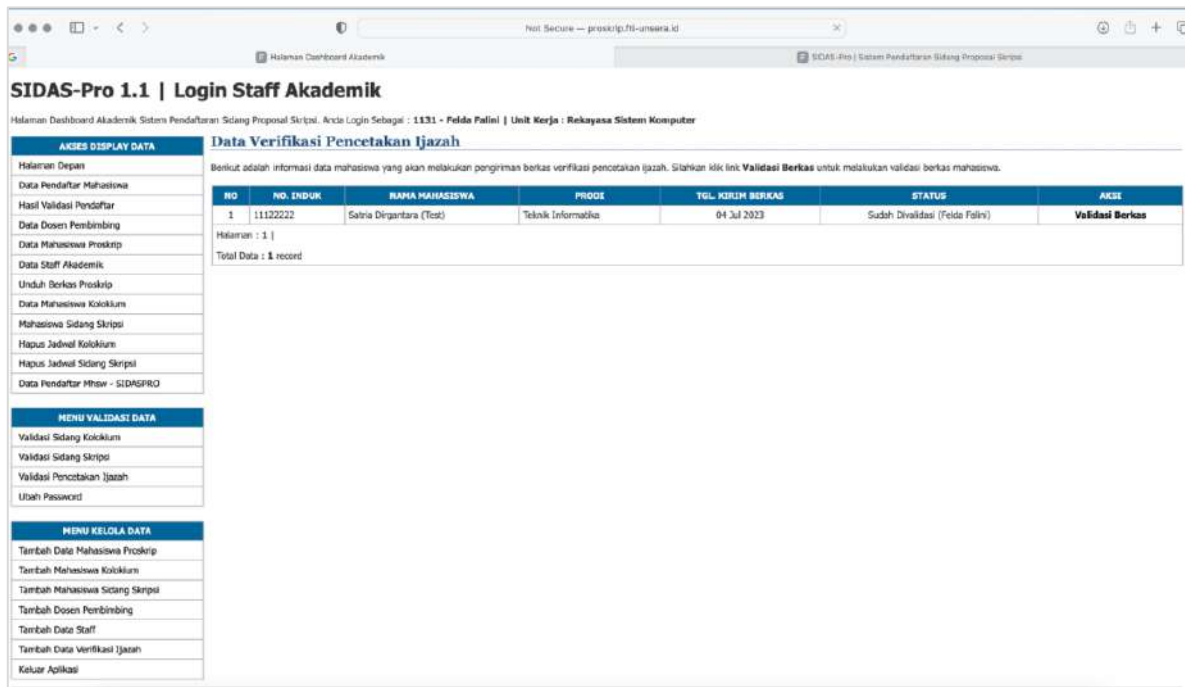 Not Secure — proskrip.fti-unsera.id
Halaman Dashboard Akademik
SIDAS-Pro | Sistem Pendaftaran Sidang Proposal Skripsi
SIDAS-Pro 1.1 | Login Staff Akademik
Halaman Dashboard Akademik Sistem Pendaftaran Sidang Proposal Skripsi. Anda Login Sebagai : 1131 - Felda Falini | Unit Kerja : Rekayasa Sistem Komputer
AKSES DISPLAY DATA
Halaman Depan
Data Pendaftar Mahasiswa
Hasil Validasi Pendaftar
Data Dosen Pembimbing
Data Mahasiswa Proskrip
Data Staff Akademik
Unduh Berkas Proskrip
Data Mahasiswa Kolokium
Mahasiswa Sidang Skripsi
Hapus Jadwal Kolokium
Hapus Jadwal Sidang Skripsi
Data Pendaftar Mhsw - SIDASPRO
MENU VALIDASI DATA
Validasi Sidang Kolokium
Validasi Sidang Skripsi
Validasi Pencetakan Ijazah
Ubah Password
MENU KELOLA DATA
Tambah Data Mahasiswa Proskrip
Tambah Mahasiswa Kolokium
Tambah Mahasiswa Sidang Skripsi
Tambah Dosen Pembimbing
Tambah Data Staff
Tambah Data Verifikasi Ijazah
Keluar Aplikasi
Data Verifikasi Pencetakan Ijazah
Berikut adalah informasi data mahasiswa yang akan melakukan pengiriman berkas verifikasi pencetakan ijazah. Silahkan klik link Validasi Berkas untuk melakukan validasi berkas mahasiswa.
NO NO. INDUK NAMA MAHASISWA PRODI TGL. KIRIM BERKAS STATUS AKSI
1 11122222 Satria Dirgantara (Test) Teknik Informatika 04 Jul 2023 Sudah Divalidasi (Felda Falini) Validasi Berkas
Halaman : 1 |
Total Data : 1 record